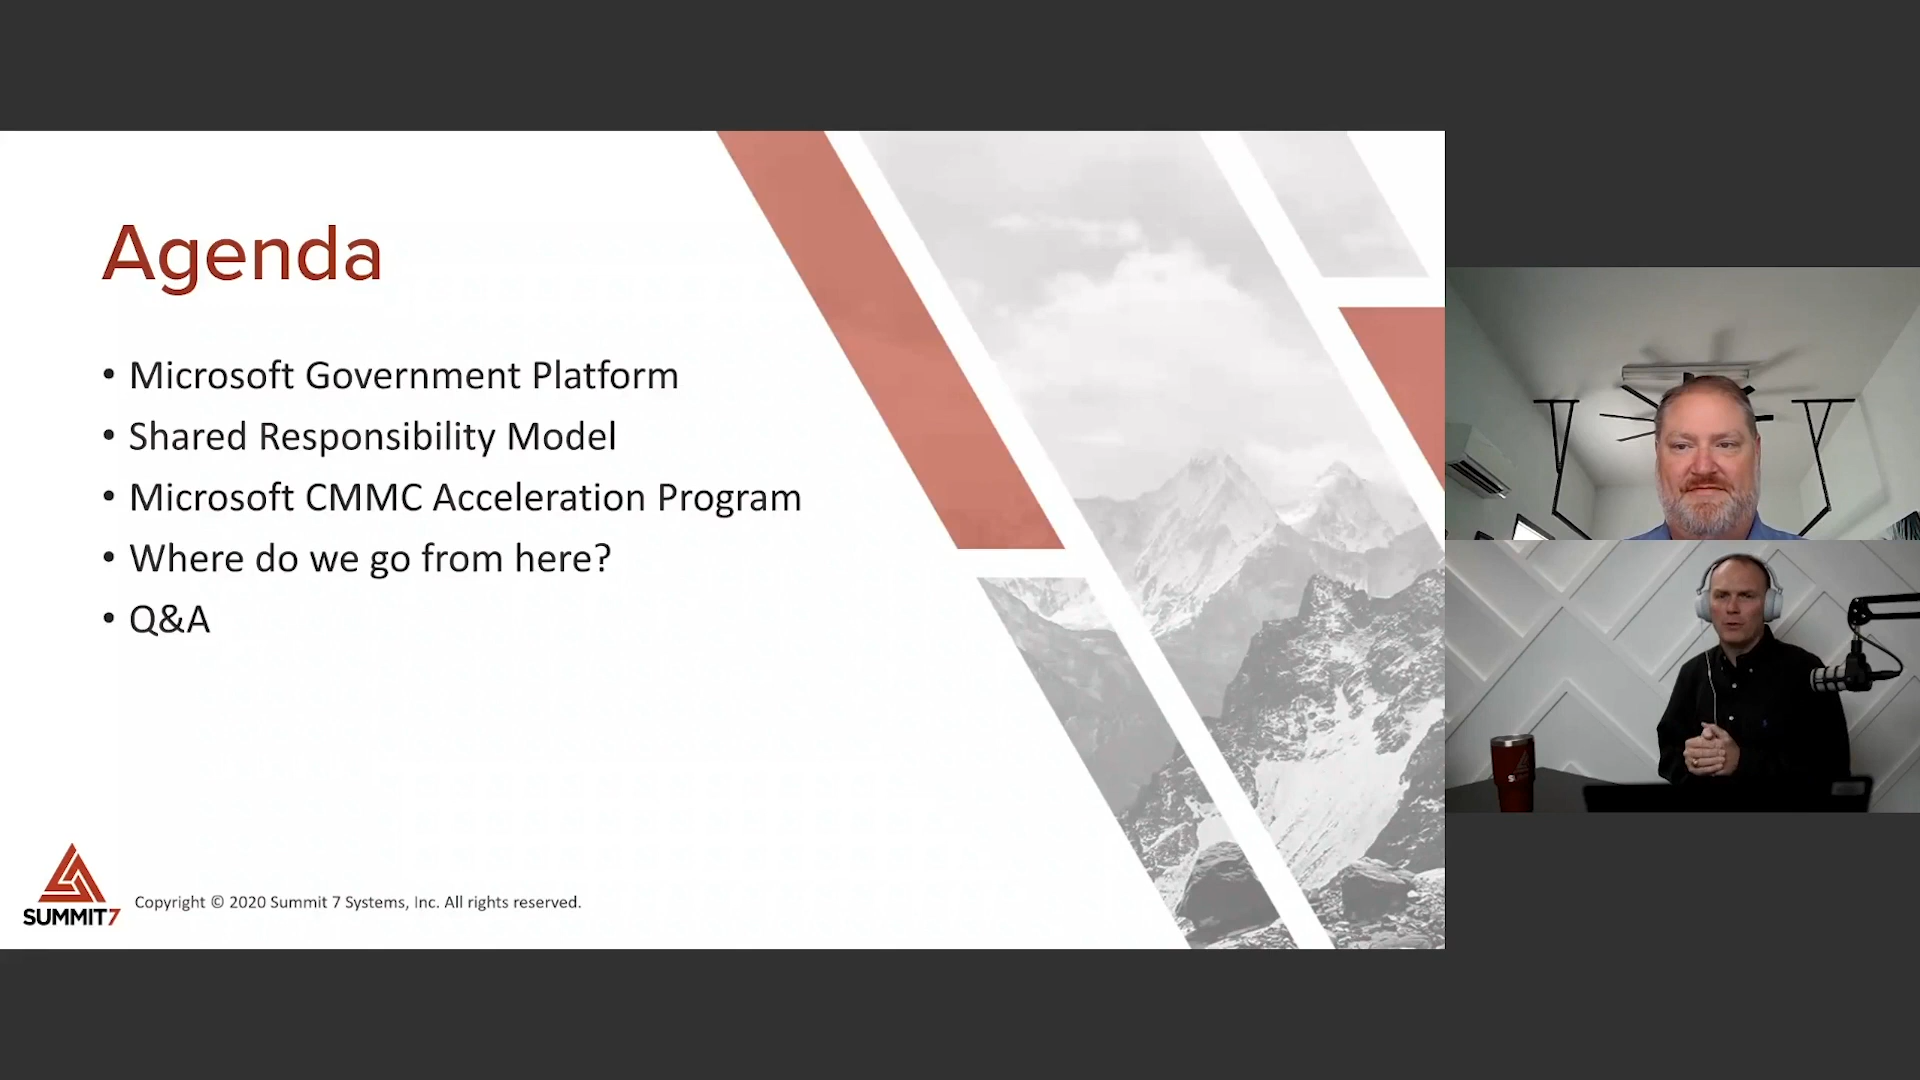 Agenda
• Microsoft Government Platform
• Shared Responsibility Model
• Microsoft CMMC Acceleration Program
• Where do we go from here?
• Q&A
SUMMIT7
Copyright © 2020 Summit 7 Systems, Inc. All rights reserved.